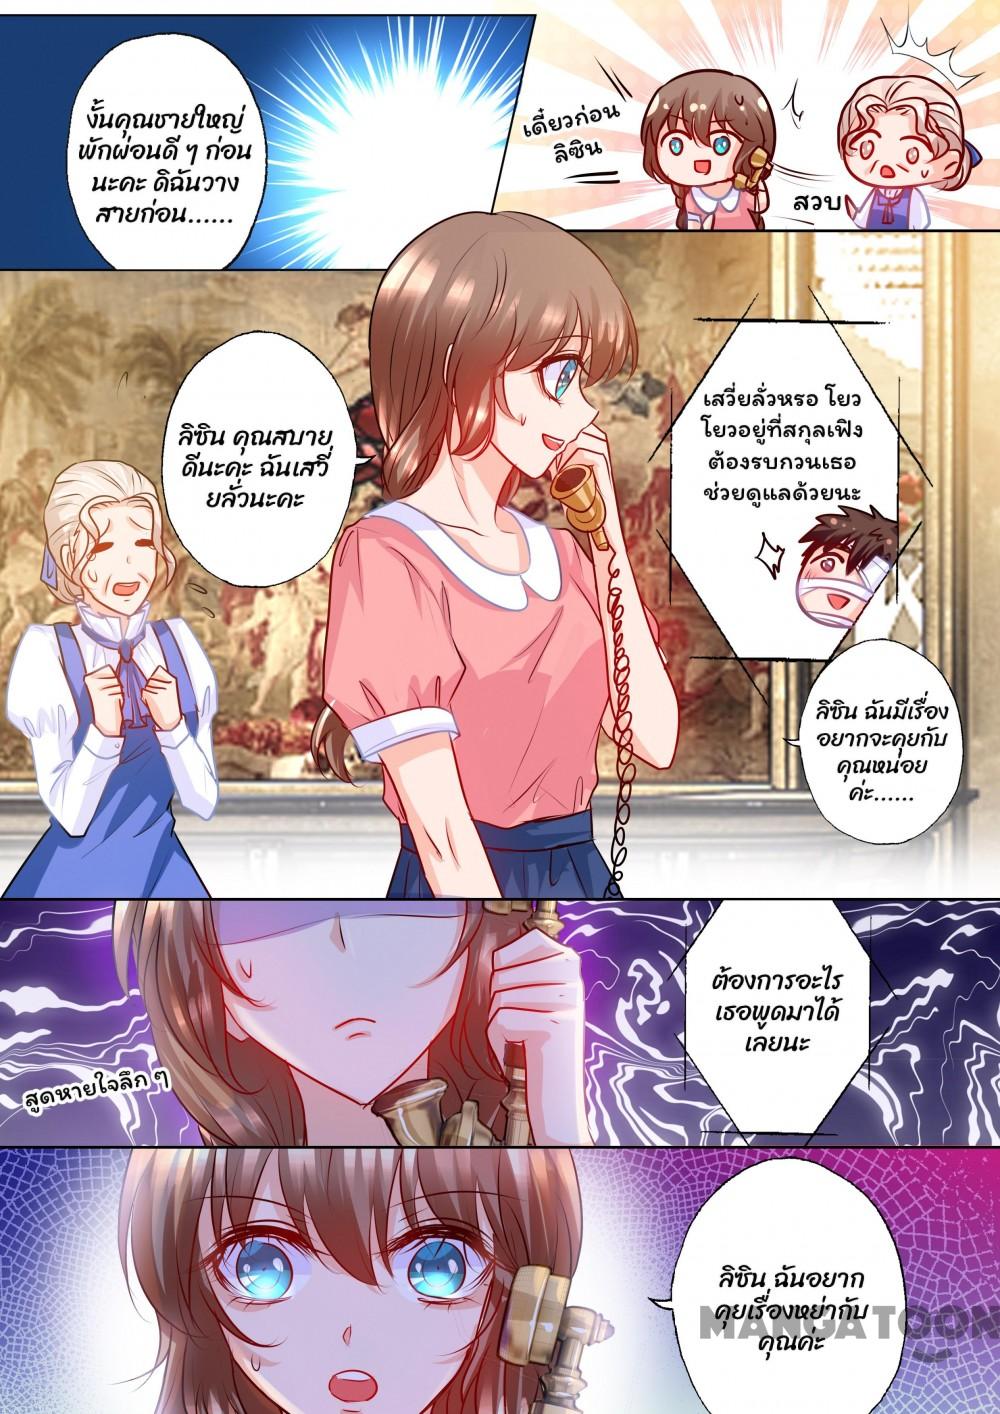 งั้นคุณชายใหญ่
พักผ่อนดี ๆ ก่อน
นะคะ ดิฉันวาง
สายก่อน......
เดี๋ยวก่อน
ลิซิน
สวบ
ลิซิน คุณสบาย
ดีนะคะ ฉันเสวี่
ยลั่วนะคะ
เสวี่ยลั่วหรอ โยว
โยวอยู่ที่สกุลเฟิง
ต้องรบกวนเธอ
ช่วยดูแลด้วยนะ
ลิซิน ฉันมีเรื่อง
อยากจะคุยกับ
คุณหน่อย
ค่ะ......
ต้องการอะไร
เธอพูดมาได้
เลยนะ
สูดหายใจลึก ๆ
ลิซิน ฉันอยาก
คุยเรื่องหย่ากับ
คุณค่ะ
MANGATOON